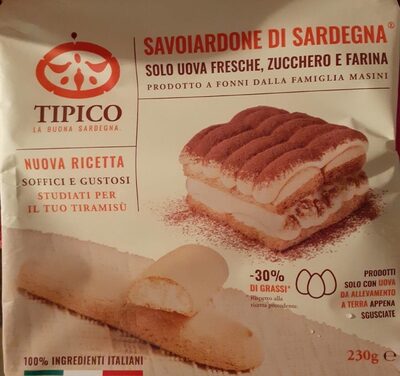 SAVOIARDONE DI SARDEGNA®
SOLO UOVA FRESCHE, ZUCCHERO E FARINA
PRODOTTO A FONNI DALLA FAMIGLIA MASINI
TIPICO
LA BUONA SARDEGNA.
NUOVA RICETTA
SOFFICI E GUSTOSI
STUDIATI PER
IL TUO TIRAMISÙ
-30%
DI GRASSI*
Rispetto alla
ricetta precedente
PRODOTTI
SOLO CON UOVA
DA ALLEVAMENTO
A TERRA APPENA
SGUSCIATE
100% INGREDIENTI ITALIANI
230g e